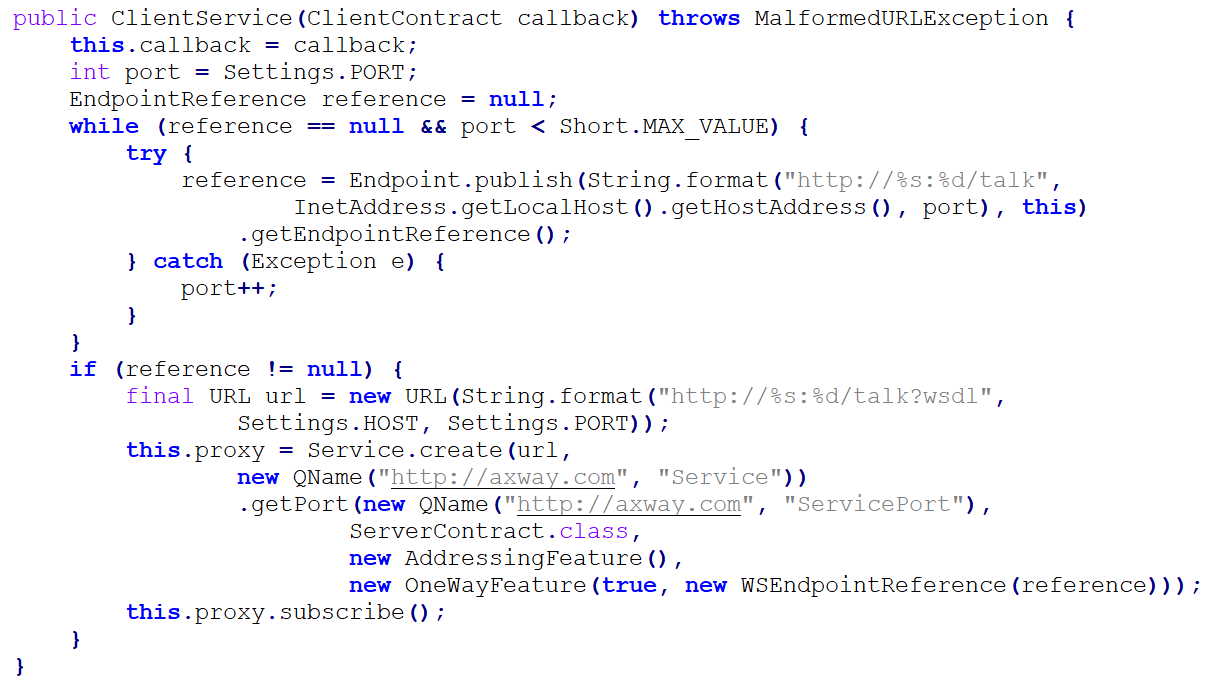 public ClientService(ClientContract callback) throws MalformedURLException {
    this.callback = callback;
    int port = Settings.PORT;
    EndpointReference reference = null;
    while (reference == null && port < Short.MAX_VALUE) {
        try {
            reference = Endpoint.publish(String.format("http://%s:%d/talk",
                    InetAddress.getLocalHost().getHostAddress(), port), this)
                .getEndpointReference();
        } catch (Exception e) {
            port++;
        }
    }
    if (reference != null) {
        final URL url = new URL(String.format("http://%s:%d/talk?wsdl",
                Settings.HOST, Settings.PORT));
        this.proxy = Service.create(url,
                new QName("http://axway.com", "Service"))
                .getPort(new QName("http://axway.com", "ServicePort"),
                        ServerContract.class,
                        new AddressingFeature(),
                        new OneWayFeature(true, new WSEndpointReference(reference)));
        this.proxy.subscribe();
    }
}